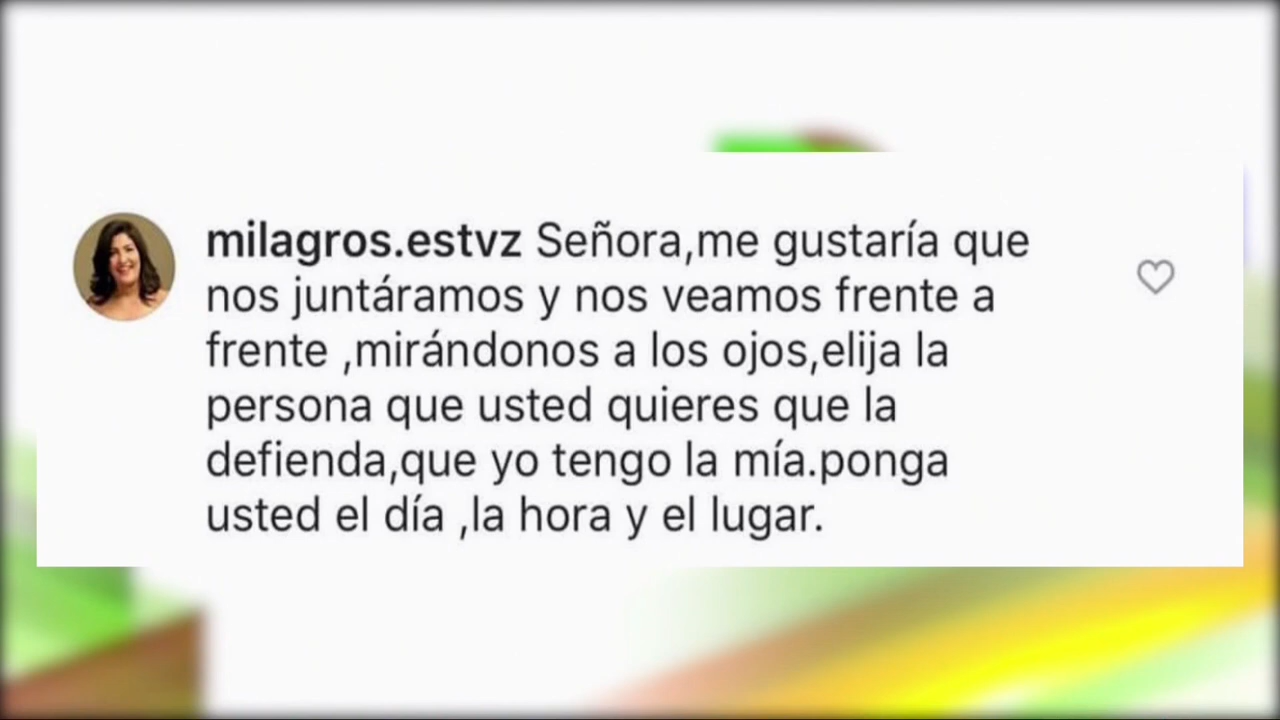 milagros.estvz Señora,me gustaría que
nos juntáramos y nos veamos frente a
frente ,mirándonos a los ojos,elija la
persona que usted quieres que la
defienda,que yo tengo la mía.ponga
usted el día ,la hora y el lugar.